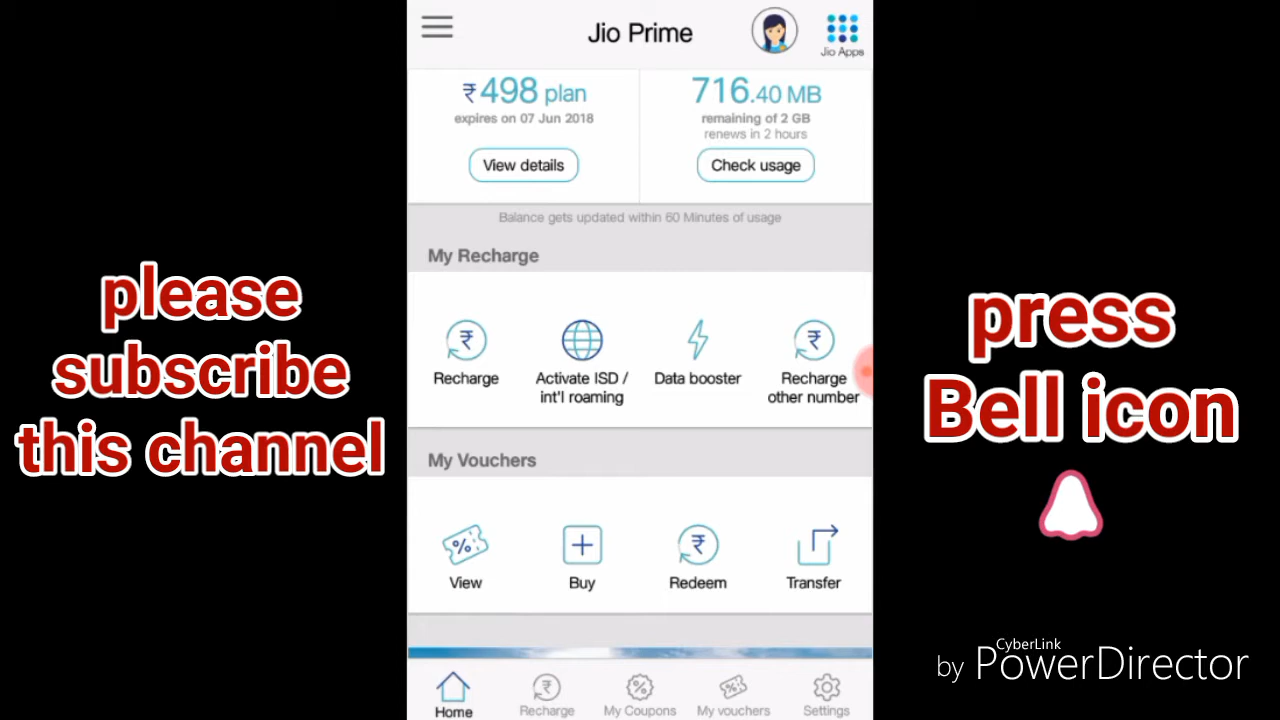 please
subscribe
this channel
Jio Prime
Jio Apps
₹498 plan
expires on 07 Jun 2018
View details
716.40 MB
remaining of 2 GB
renews in 2 hours
Check usage
Balance gets updated within 60 Minutes of usage
My Recharge
Recharge
Activate ISD /
int'l roaming
Data booster
Recharge
other number
My Vouchers
View
Buy
Redeem
Transfer
Home
Recharge
My Coupons
My vouchers
Settings
press
Bell icon
CyberLink
by PowerDirector